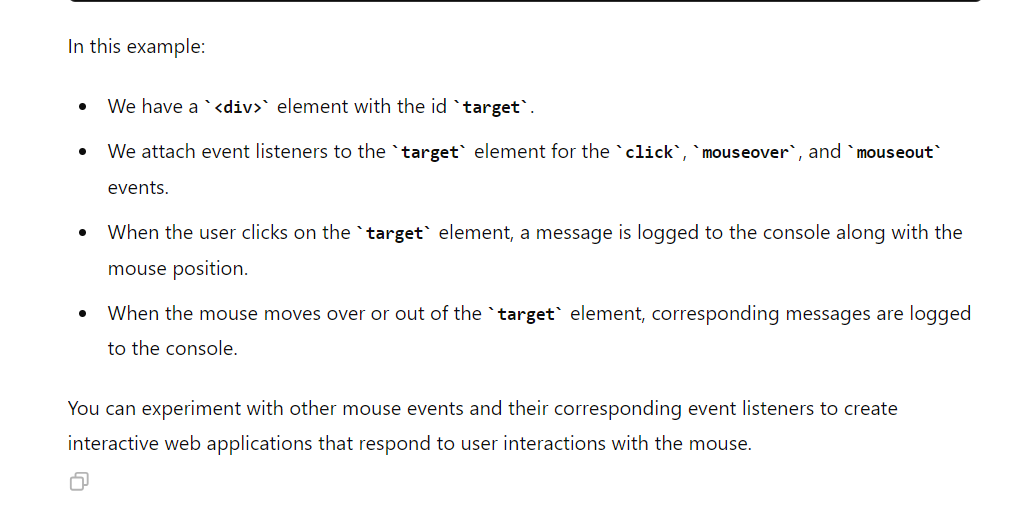 In this example:
• We have a `<div>` element with the id `target`.
• We attach event listeners to the `target` element for the `click`, `mouseover`, and `mouseout`
events.
• When the user clicks on the `target` element, a message is logged to the console along with the
mouse position.
• When the mouse moves over or out of the `target` element, corresponding messages are logged
to the console.
You can experiment with other mouse events and their corresponding event listeners to create
interactive web applications that respond to user interactions with the mouse.